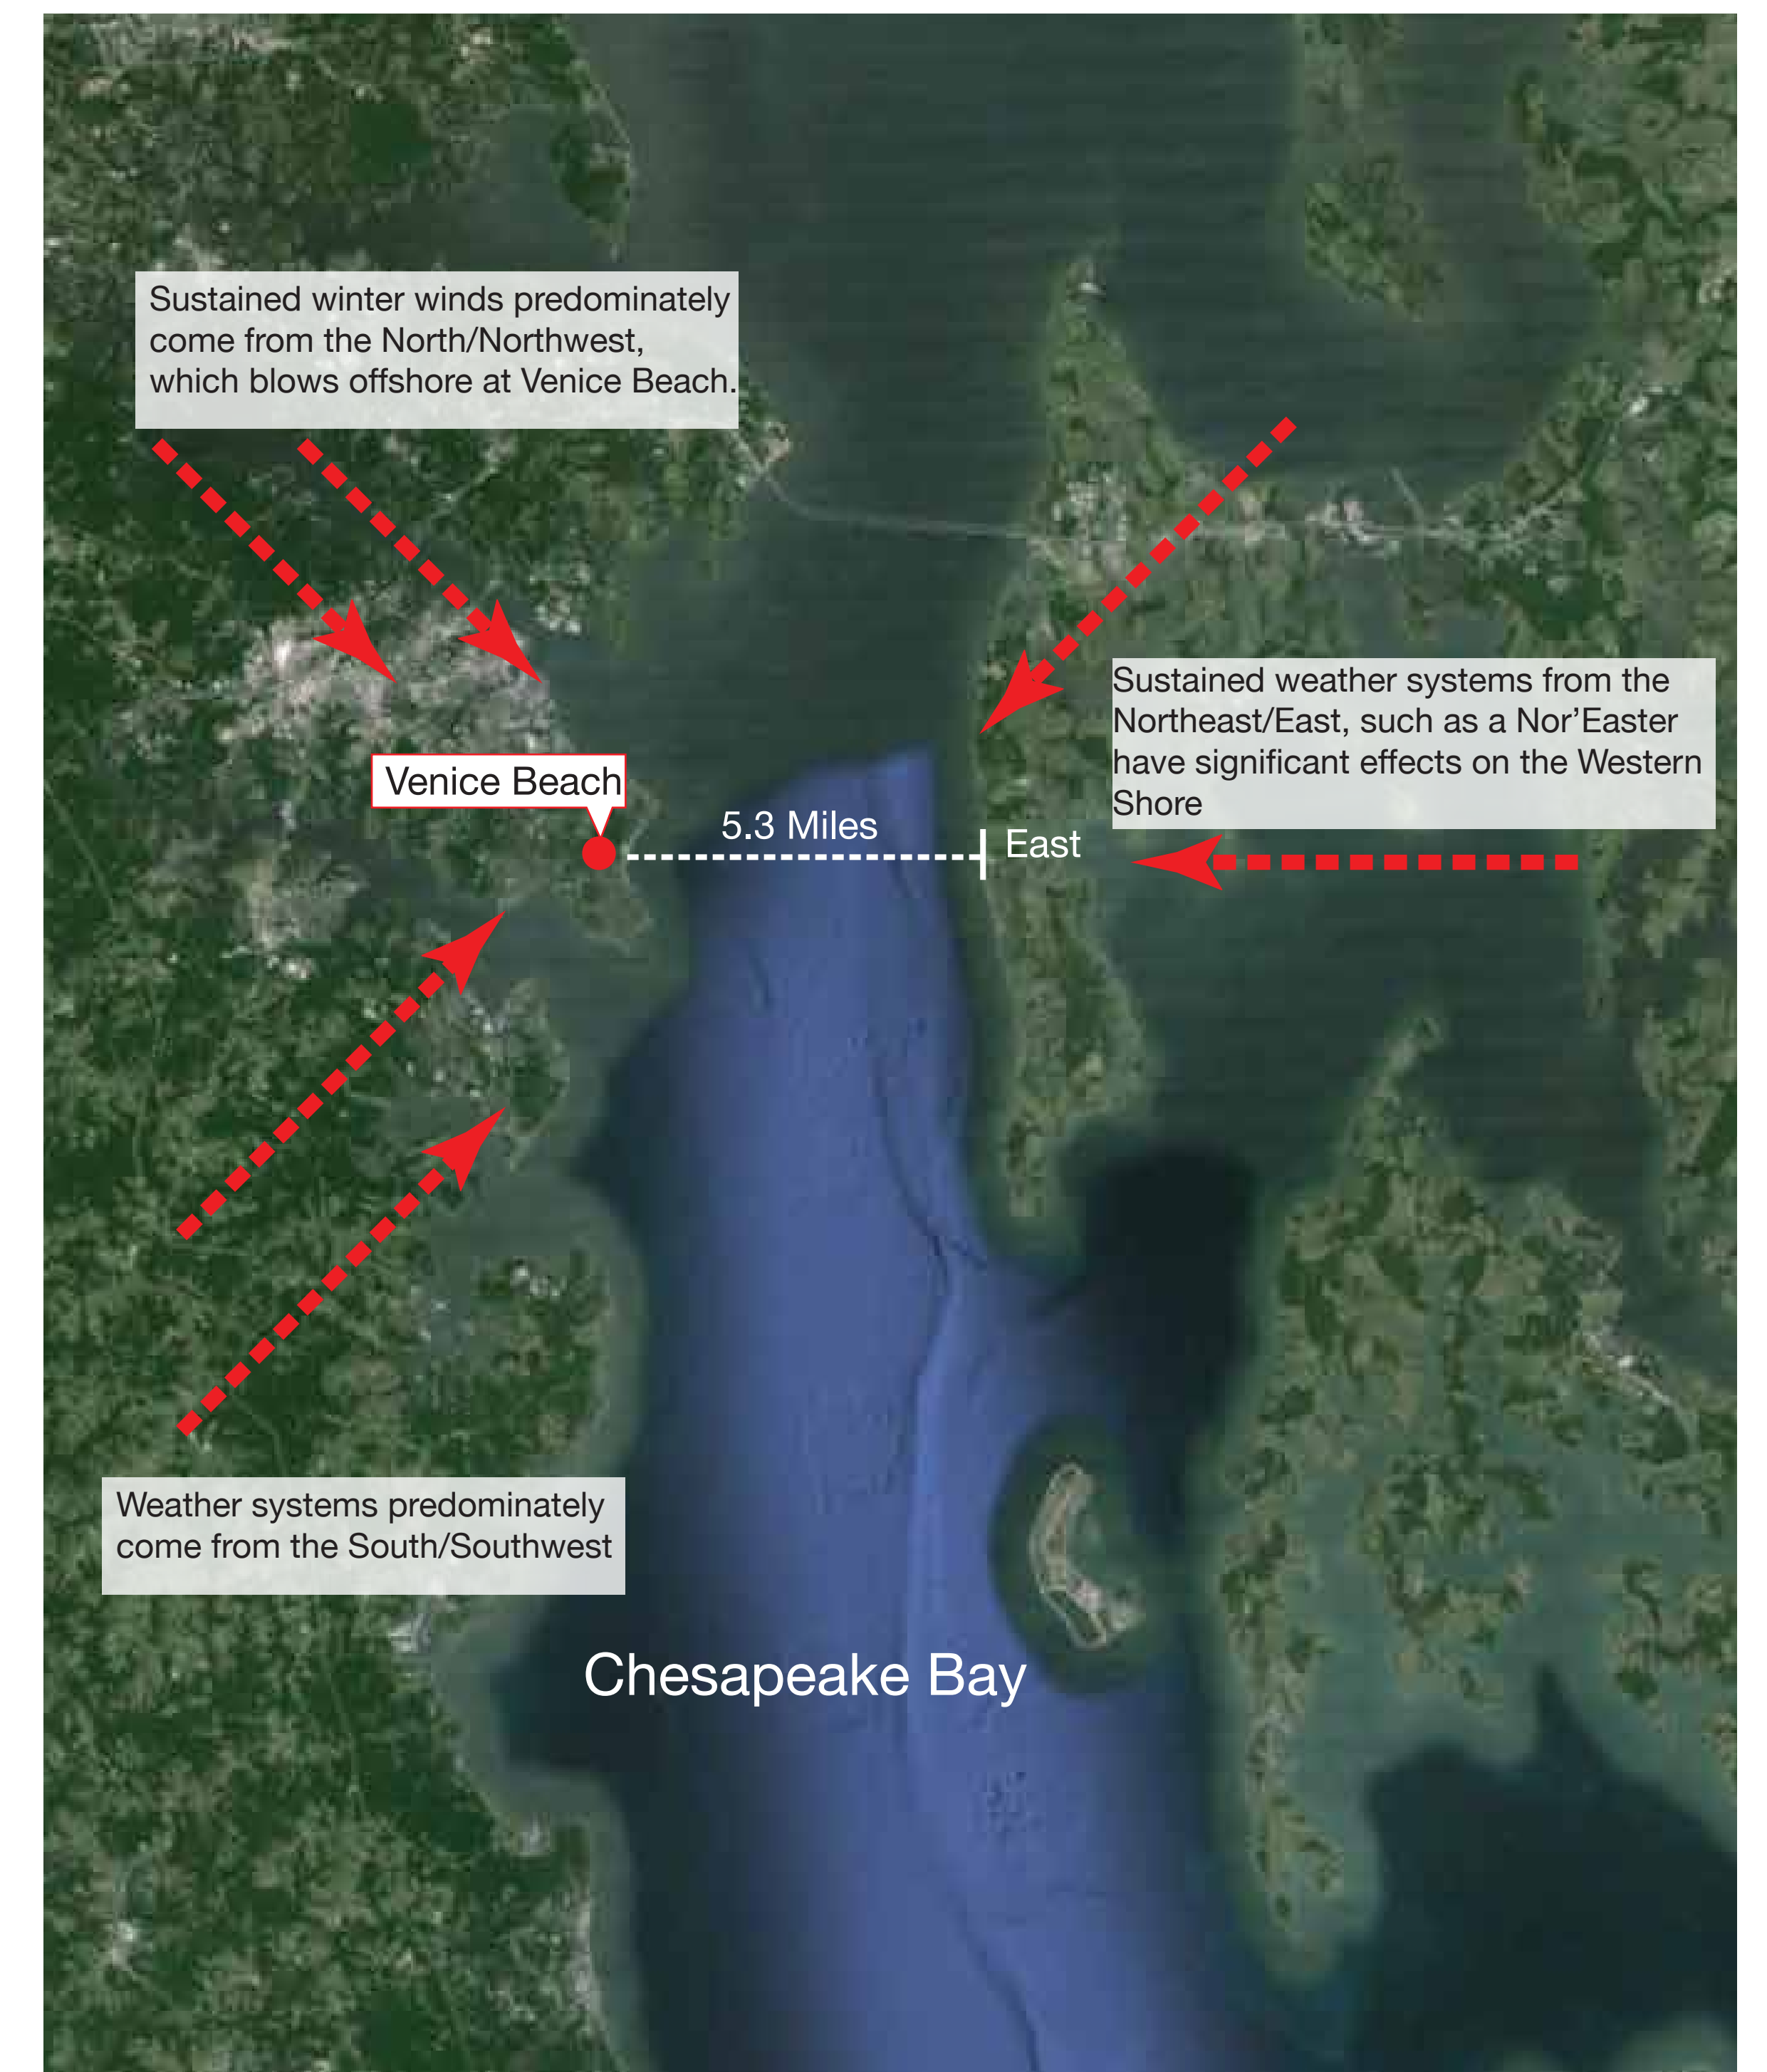 Sustained winter winds predominately
come from the North/Northwest,
which blows offshore at Venice Beach.
Sustained weather systems from the
Northeast/East, such as a Nor’Easter
have significant effects on the Western
Shore
Venice Beach
5.3 Miles
East
Weather systems predominately
come from the South/Southwest
Chesapeake Bay